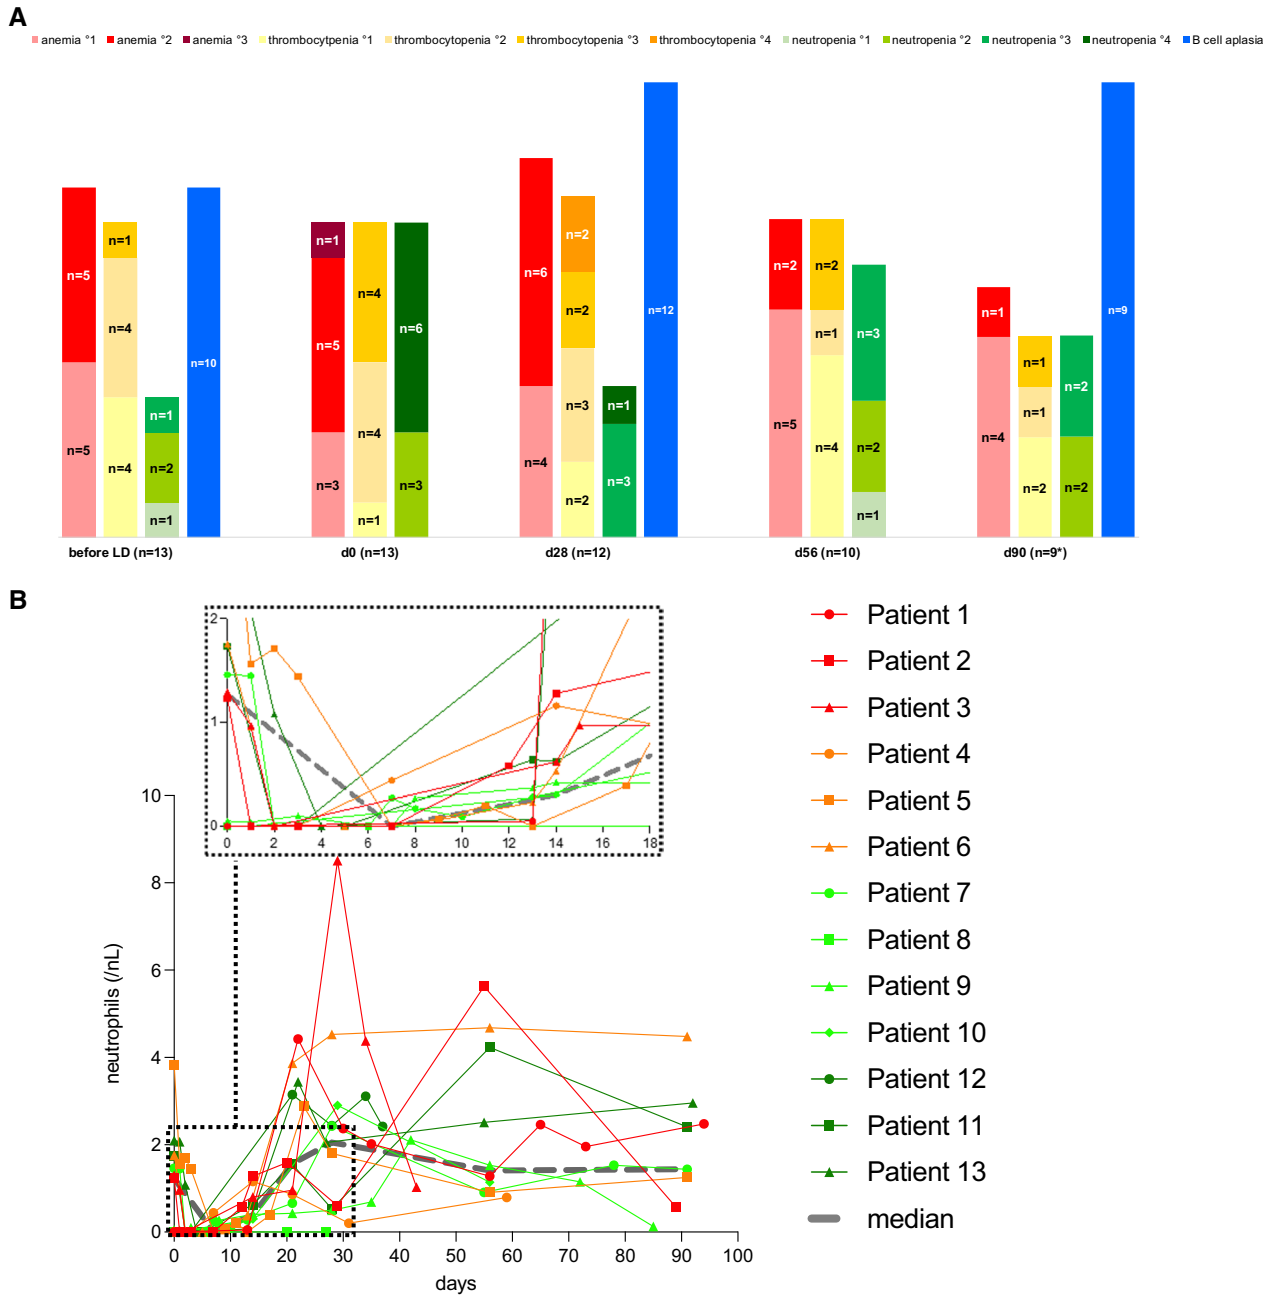 A
anemia °1 anemia °2 anemia °3 thrombocytpenia °1 thrombocytopenia °2 thrombocytopenia °3 thrombocytopenia °4 neutropenia °1 neutropenia °2 neutropenia °3 neutropenia °4 B cell aplasia
n=5
n=5
n=1
n=4
n=4
n=1
n=2
n=1
n=10
n=1
n=5
n=3
n=4
n=4
n=1
n=6
n=3
n=6
n=4
n=2
n=2
n=3
n=2
n=1
n=3
n=12
n=2
n=5
n=2
n=1
n=4
n=3
n=2
n=1
n=1
n=4
n=1
n=1
n=2
n=2
n=2
n=9
before LD (n=13) d0 (n=13) d28 (n=12) d56 (n=10) d90 (n=9*)
B
2
1
0
0 2 4 6 8 10 12 14 16 18
10
8
6
4
2
0
neutrophils (/nL)
0 10 20 30 40 50 60 70 80 90 100
days
Patient 1
Patient 2
Patient 3
Patient 4
Patient 5
Patient 6
Patient 7
Patient 8
Patient 9
Patient 10
Patient 12
Patient 11
Patient 13
median